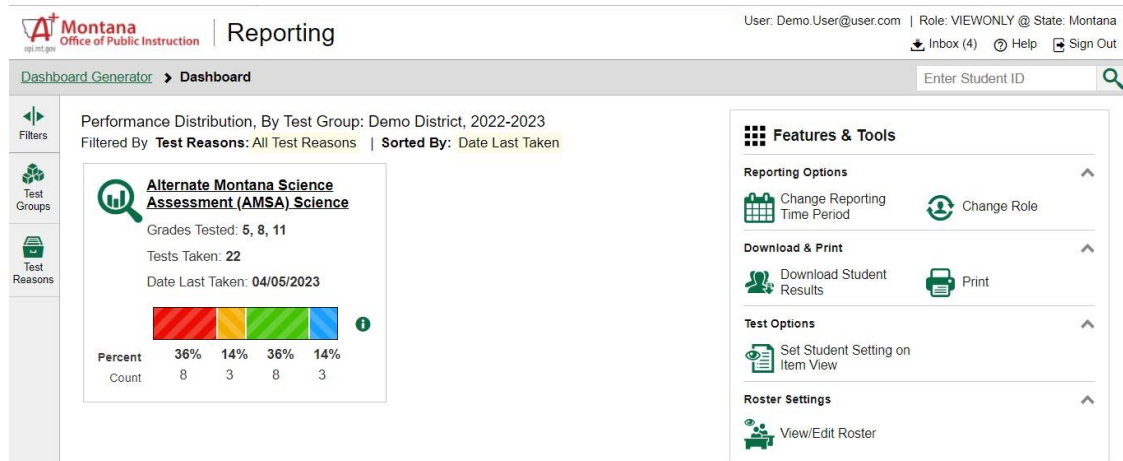 A+ Montana
Office of Public Instruction
opi.mt.gov
Reporting
User: Demo.User@user.com | Role: VIEWONLY @ State: Montana
Inbox (4) Help Sign Out
Dashboard Generator > Dashboard
Enter Student ID
Filters
Test
Groups
Test
Reasons
Performance Distribution, By Test Group: Demo District, 2022-2023
Filtered By Test Reasons: All Test Reasons | Sorted By: Date Last Taken
Alternate Montana Science
Assessment (AMSA) Science
Grades Tested: 5, 8, 11
Tests Taken: 22
Date Last Taken: 04/05/2023
Percent 36% 14% 36% 14%
Count 8 3 8 3
Features & Tools
Reporting Options
Change Reporting
Time Period
Change Role
Download & Print
Download Student
Results
Print
Test Options
Set Student Setting on
Item View
Roster Settings
View/Edit Roster